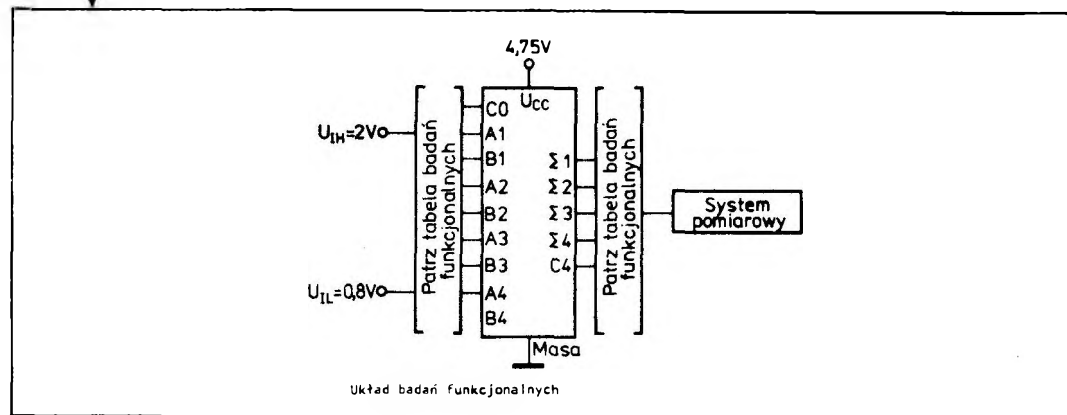 4,75V
UCC
C0
A1
B1
A2
B2
A3
B3
A4
B4
UIH=2V
UIL=0,8V
Patrz tabela badań
funkcjonalnych
Σ1
Σ2
Σ3
Σ4
C4
Patrz tabela badań
funkcjonalnych
System
pomiarowy
Masa
Układ badań funkcjonalnych